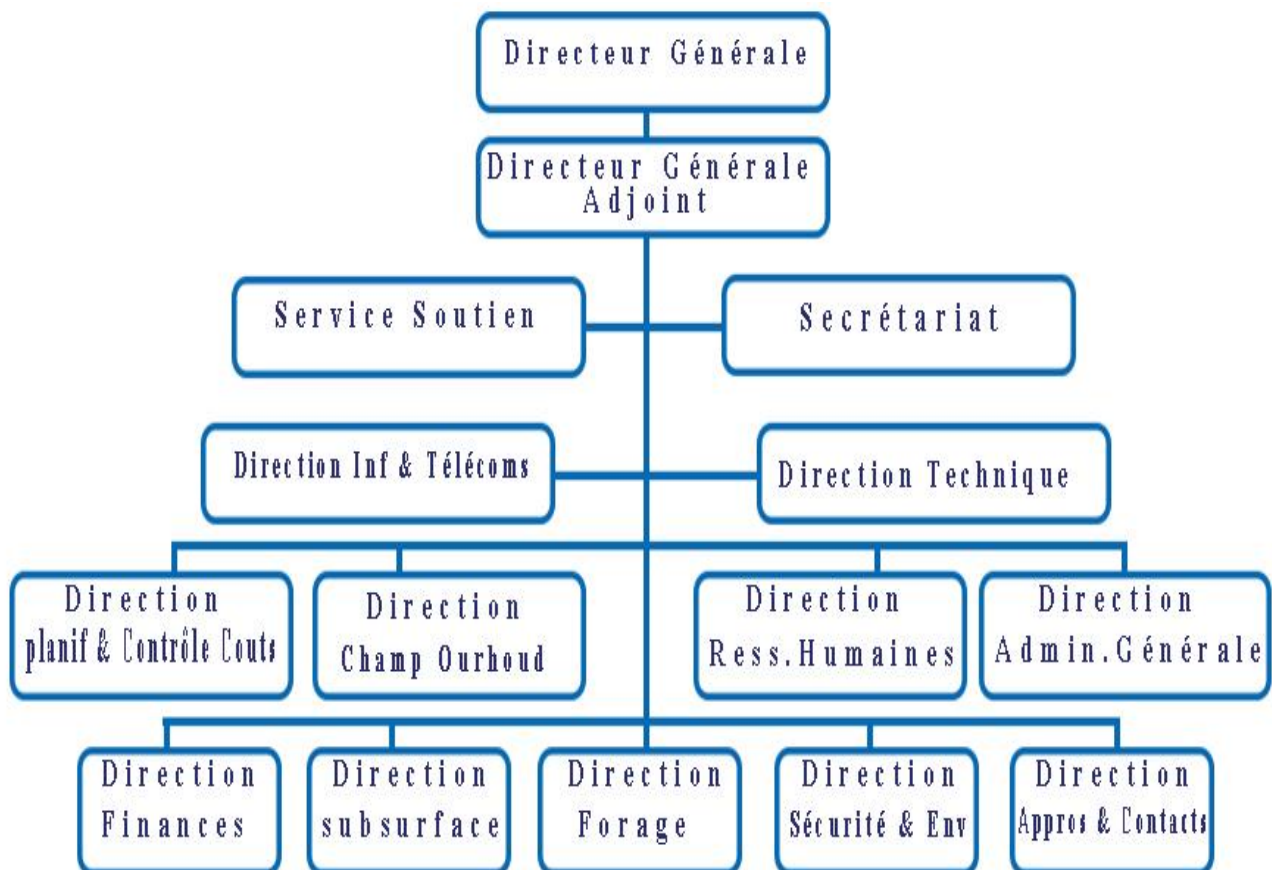 Directeur Générale
Directeur Générale
Adjoint
Service Soutien
Secrétariat
Direction Inf & Télécoms
Direction Technique
Direction
planif & Contrôle Couts
Direction
Champ Ourhoud
Direction
Ress.Humaines
Direction
Admin.Générale
Direction
Finances
Direction
subsurface
Direction
Forage
Direction
Sécurité & Env
Direction
Appros & Contacts